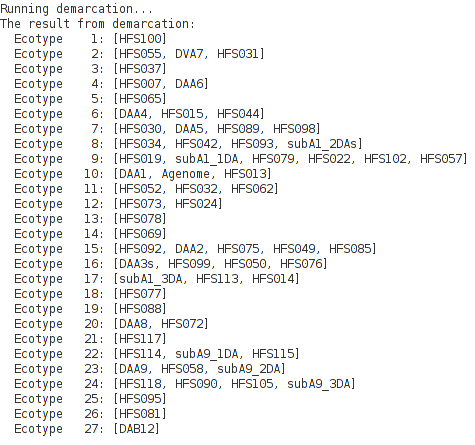 Running demarcation...
The result from demarcation:
Ecotype 1: [HFS100]
Ecotype 2: [HFS055, DVA7, HFS031]
Ecotype 3: [HFS037]
Ecotype 4: [HFS007, DAA6]
Ecotype 5: [HFS065]
Ecotype 6: [DAA4, HFS015, HFS044]
Ecotype 7: [HFS030, DAA5, HFS089, HFS098]
Ecotype 8: [HFS034, HFS042, HFS093, subA1_2DAs]
Ecotype 9: [HFS019, subA1_1DA, HFS079, HFS022, HFS102, HFS057]
Ecotype 10: [DAA1, Agenome, HFS013]
Ecotype 11: [HFS052, HFS032, HFS062]
Ecotype 12: [HFS073, HFS024]
Ecotype 13: [HFS078]
Ecotype 14: [HFS069]
Ecotype 15: [HFS092, DAA2, HFS075, HFS049, HFS085]
Ecotype 16: [DAA3s, HFS099, HFS050, HFS076]
Ecotype 17: [subA1_3DA, HFS113, HFS014]
Ecotype 18: [HFS077]
Ecotype 19: [HFS088]
Ecotype 20: [DAA8, HFS072]
Ecotype 21: [HFS117]
Ecotype 22: [HFS114, subA9_1DA, HFS115]
Ecotype 23: [DAA9, HFS058, subA9_2DA]
Ecotype 24: [HFS118, HFS090, HFS105, subA9_3DA]
Ecotype 25: [HFS095]
Ecotype 26: [HFS081]
Ecotype 27: [DAB12]